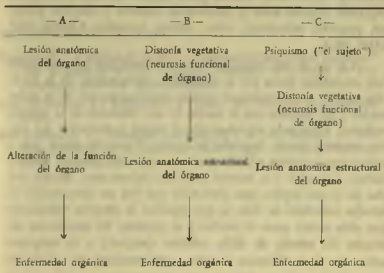 — A —
Lesión anatómica
del órgano
Alteración de la función
del órgano
Enfermedad orgánica
— B —
Distonía vegetativa
(neurosis funcional
de órgano)
Lesión anatómica
del órgano
Enfermedad orgánica
— C —
Psiquismo ("el sujeto")
Distonía vegetativa
(neurosis funcional
de órgano)
Lesión anatómica estructural
del órgano
Enfermedad orgánica